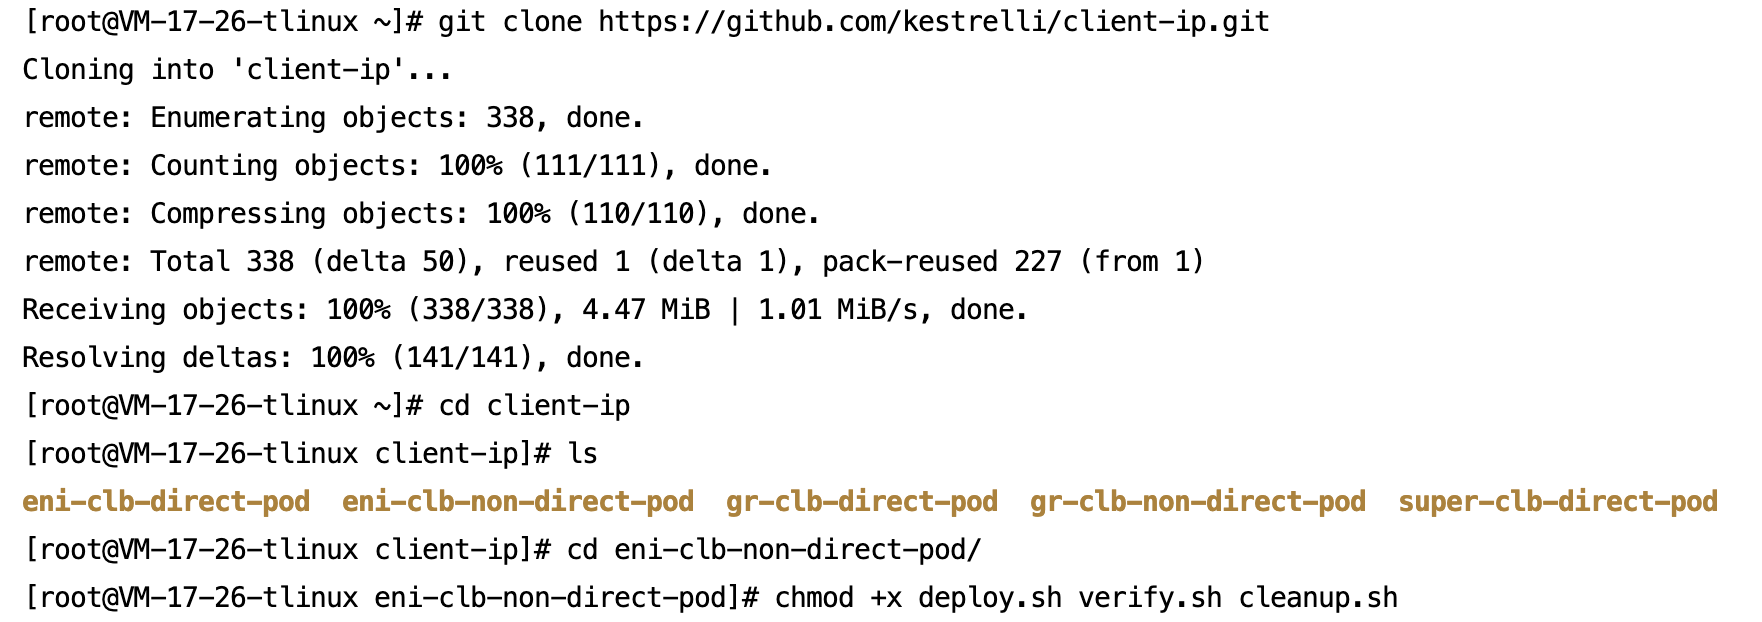 [root@VM-17-26-tlinux ~]# git clone https://github.com/kestrelli/client-ip.git
Cloning into 'client-ip'...
remote: Enumerating objects: 338, done.
remote: Counting objects: 100% (111/111), done.
remote: Compressing objects: 100% (110/110), done.
remote: Total 338 (delta 50), reused 1 (delta 1), pack-reused 227 (from 1)
Receiving objects: 100% (338/338), 4.47 MiB | 1.01 MiB/s, done.
Resolving deltas: 100% (141/141), done.
[root@VM-17-26-tlinux ~]# cd client-ip
[root@VM-17-26-tlinux client-ip]# ls
eni-clb-direct-pod  eni-clb-non-direct-pod  gr-clb-direct-pod  gr-clb-non-direct-pod  super-clb-direct-pod
[root@VM-17-26-tlinux client-ip]# cd eni-clb-non-direct-pod/
[root@VM-17-26-tlinux eni-clb-non-direct-pod]# chmod +x deploy.sh verify.sh cleanup.sh